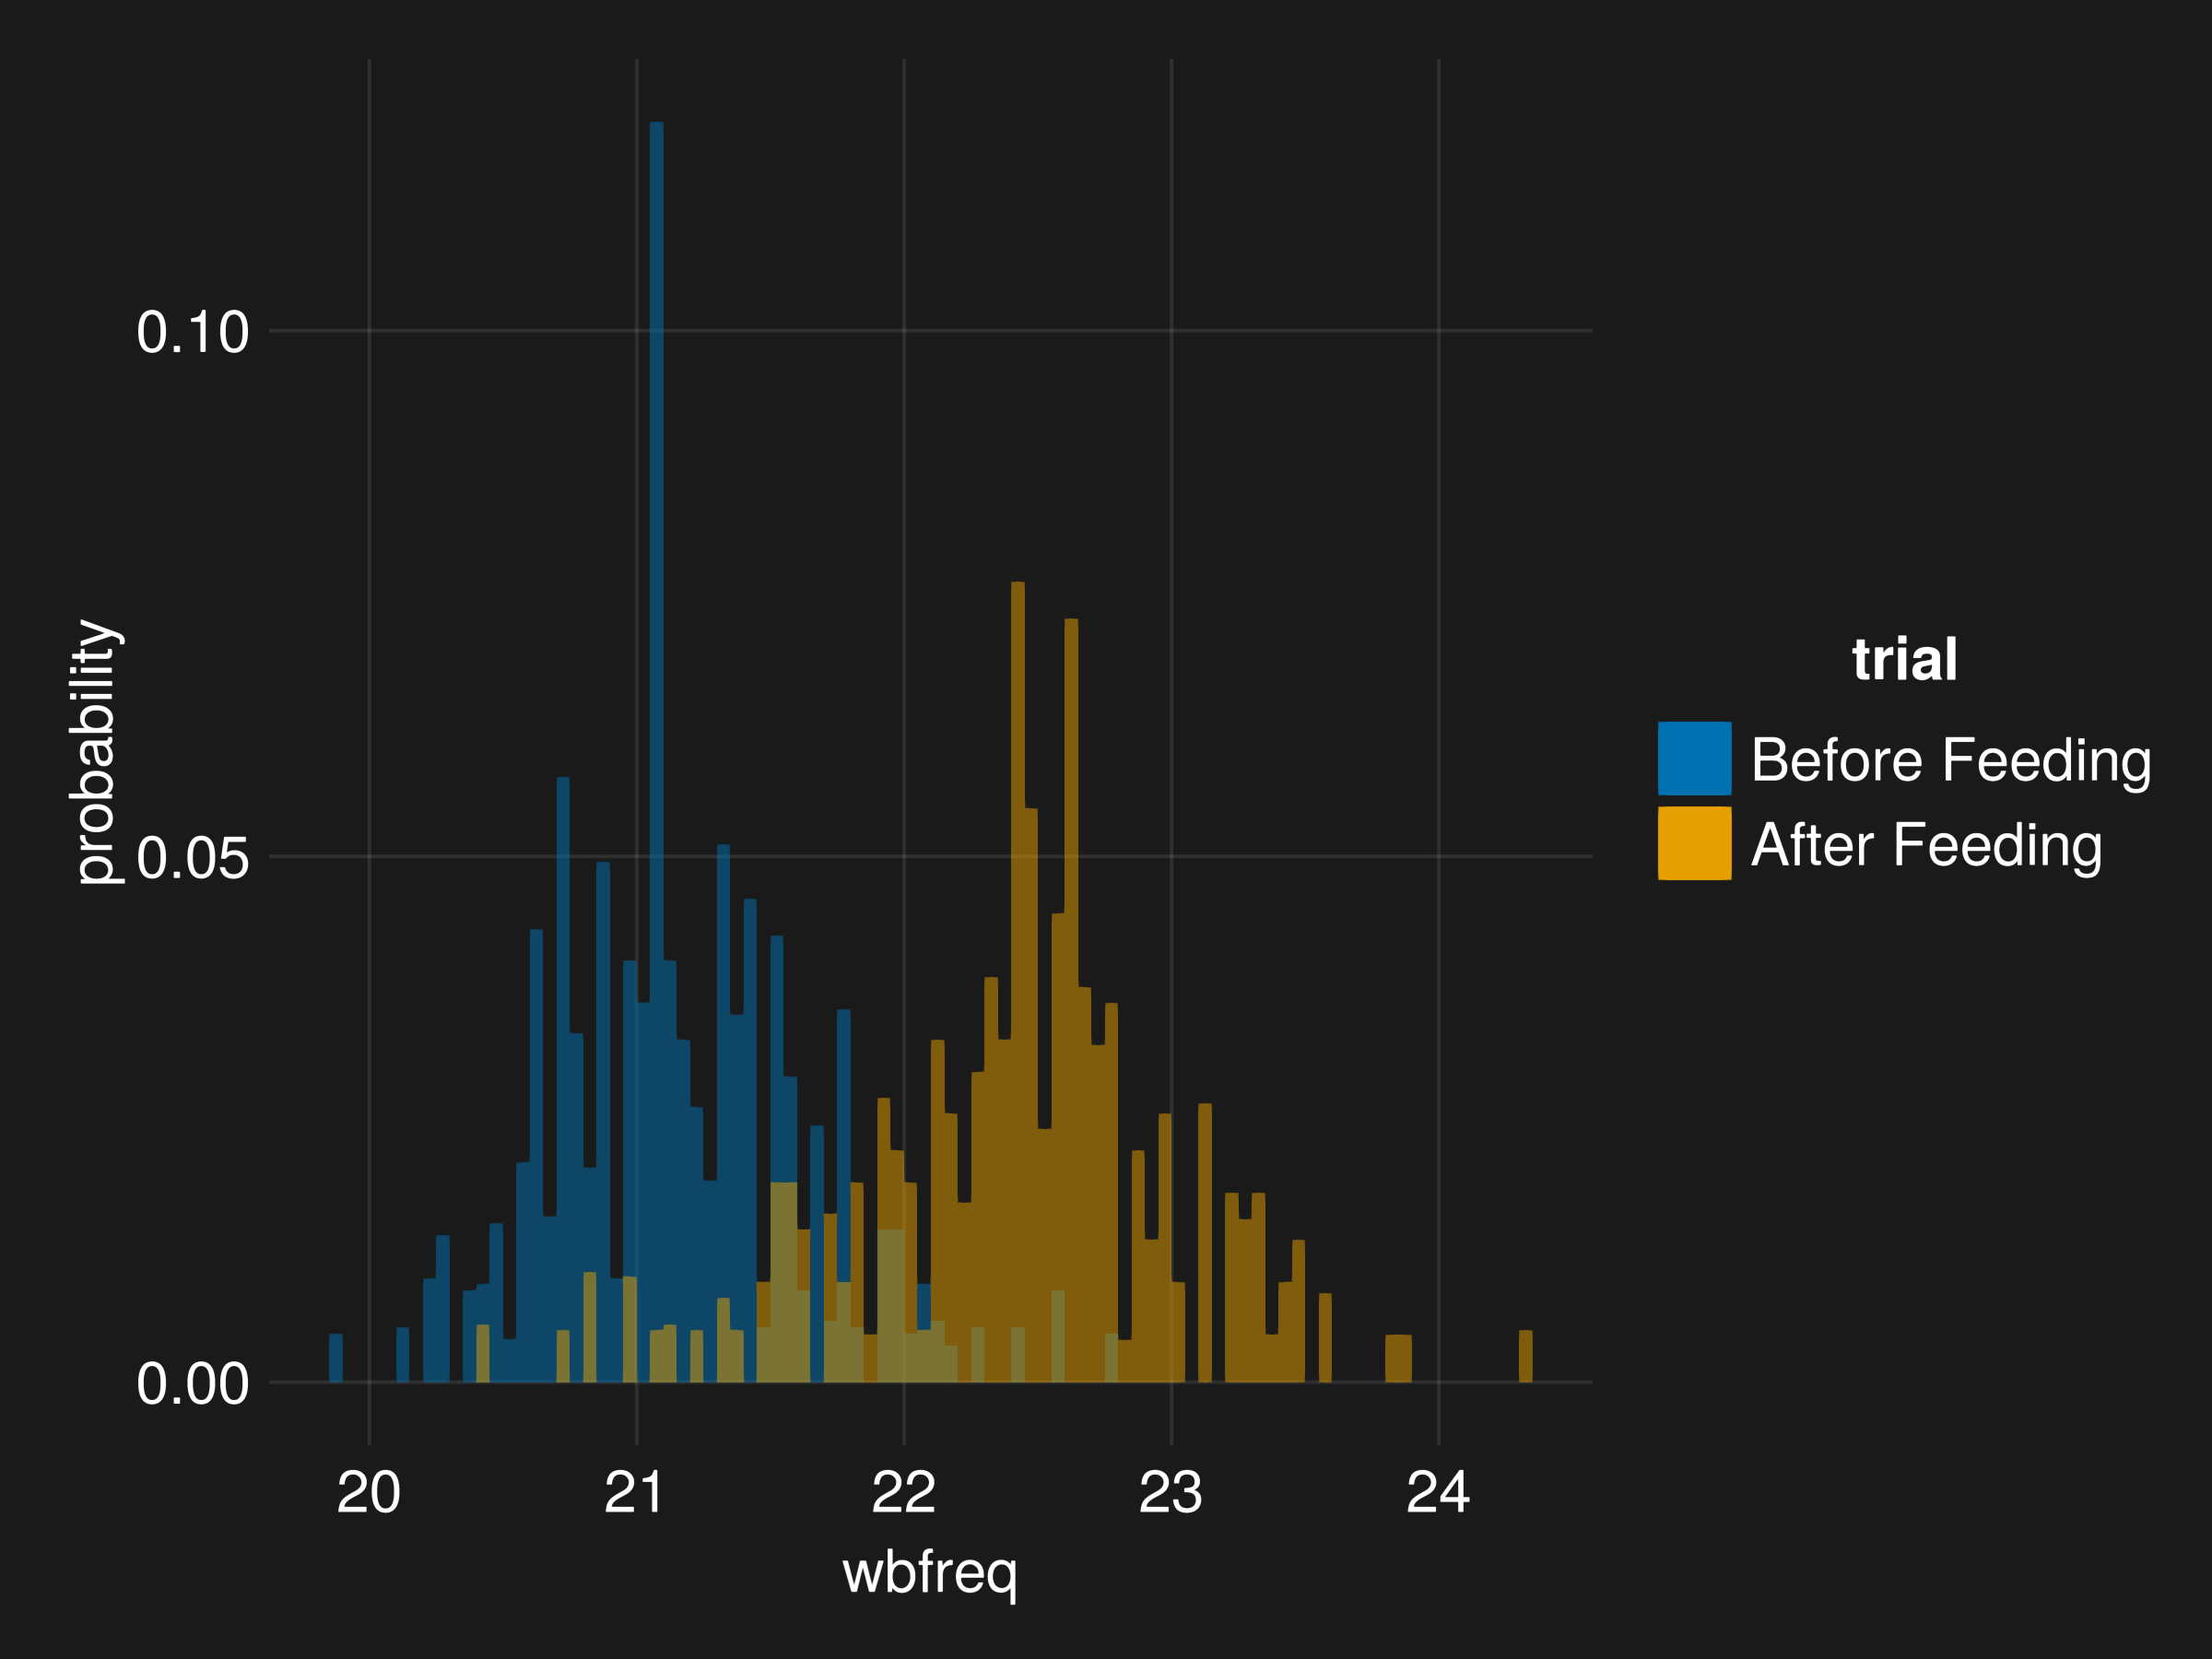 0.10
0.05
0.00
probability
20 21 22 23 24
wbfreq
trial
Before Feeding
After Feeding